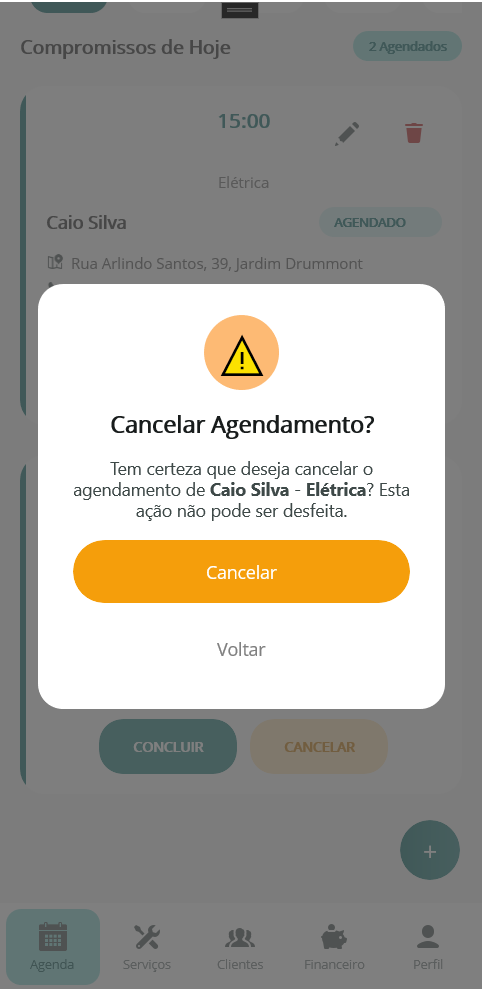 Compromissos de Hoje
2 Agendados
15:00
Elétrica
Caio Silva
AGENDADO
Rua Arlindo Santos, 39, Jardim Drummont
!
Cancelar Agendamento?
Tem certeza que deseja cancelar o
agendamento de Caio Silva - Elétrica? Esta
ação não pode ser desfeita.
Cancelar
Voltar
CONCLUIR
CANCELAR
+
Agenda
Serviços
Clientes
Financeiro
Perfil